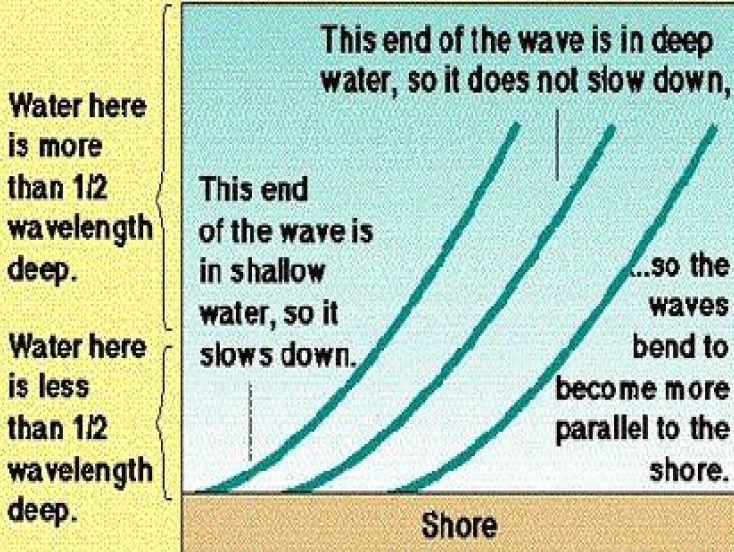 Water here
is more
than 1/2
wavelength
deep.
Water here
is less
than 1/2
wavelength
deep.
This end of the wave is in deep
water, so it does not slow down,
This end
of the wave is
in shallow
water, so it
slows down.
...so the
waves
bend to
become more
parallel to the
shore.
Shore